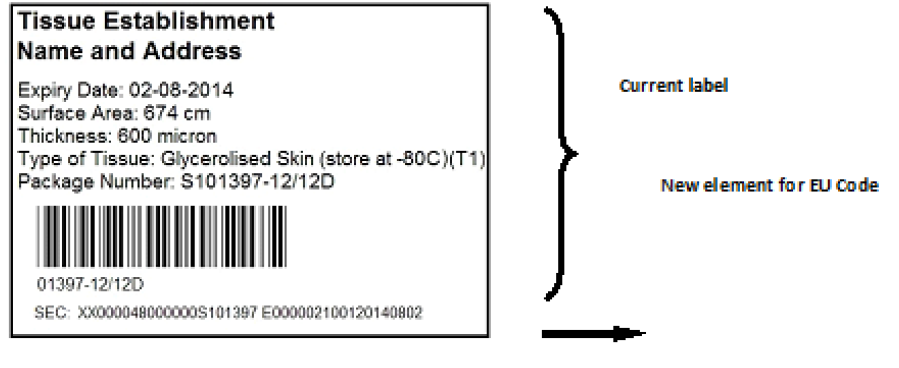 Tissue Establishment
Name and Address
Expiry Date: 02-08-2014
Surface Area: 674 cm
Thickness: 600 micron
Type of Tissue: Glycerolised Skin (store at -80C)(T1)
Package Number: S101397-12/12D
01397-12/12D
SEC: XX000048000000S101397 E000002100120140802
Current label
New element for EU Code